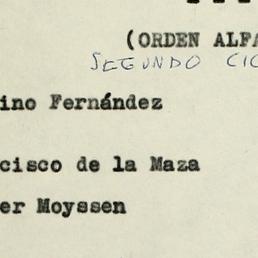 (ORDEN ALFA
SEGUNDO CIC
ino Fernández
cisco de la Maza
er Moyssen